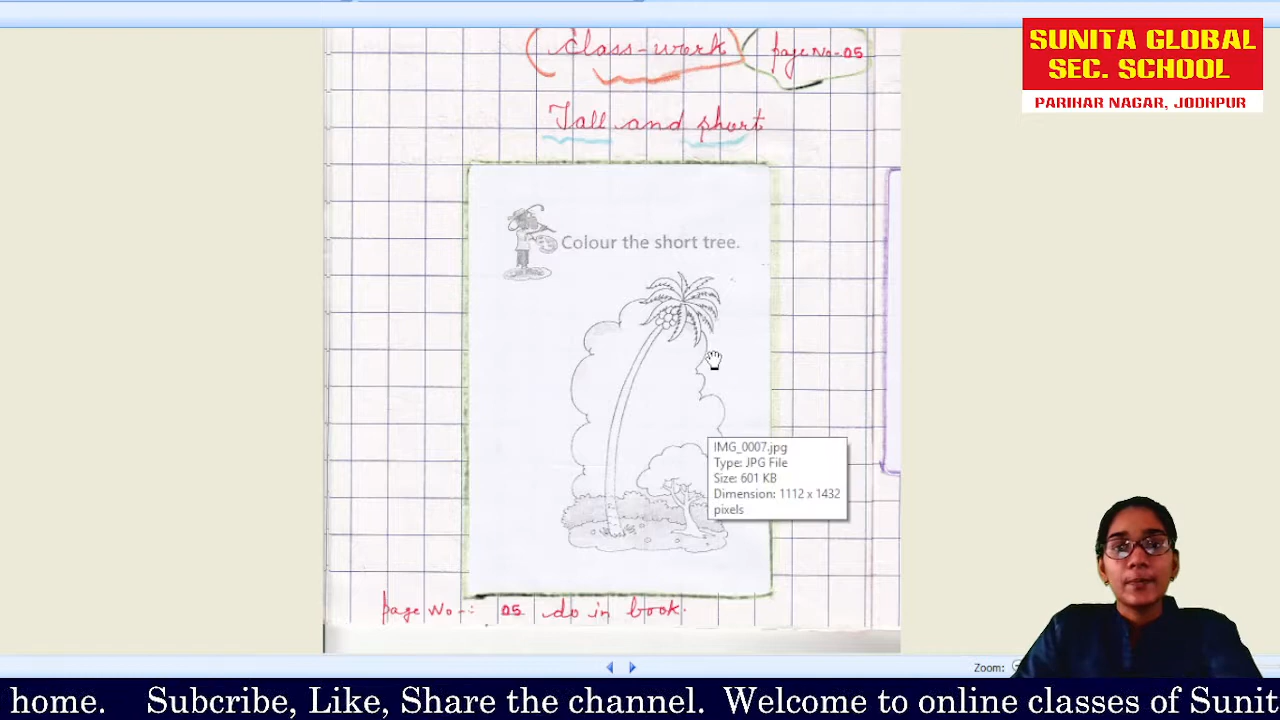 SUNITA GLOBAL
SEC. SCHOOL
PARIHAR NAGAR, JODHPUR
class-work
page No-05
Tall and short
Colour the short tree.
IMG_0007.jpg
Type: JPG File
Size: 601 KB
Dimension: 1112 x 1432
pixels
page No-: 05 do in book.
Zoom:
home. Subcribe, Like, Share the channel. Welcome to online classes of Sunit